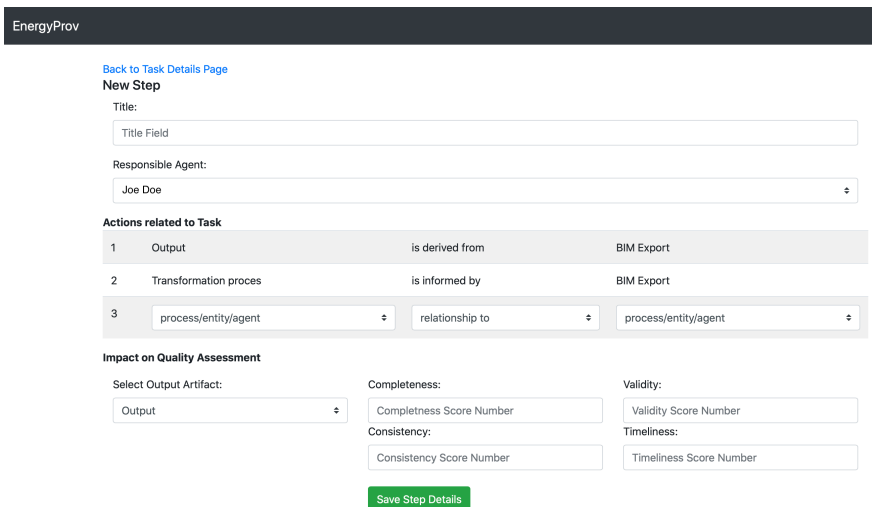 EnergyProv
Back to Task Details Page
New Step
Title:
Title Field
Responsible Agent:
Joe Doe
Actions related to Task
1 Output is derived from BIM Export
2 Transformation proces is informed by BIM Export
3 process/entity/agent relationship to process/entity/agent
Impact on Quality Assessment
Select Output Artifact: Completeness: Validity:
Output Completness Score Number Validity Score Number
Consistency: Timeliness:
Consistency Score Number Timeliness Score Number
Save Step Details